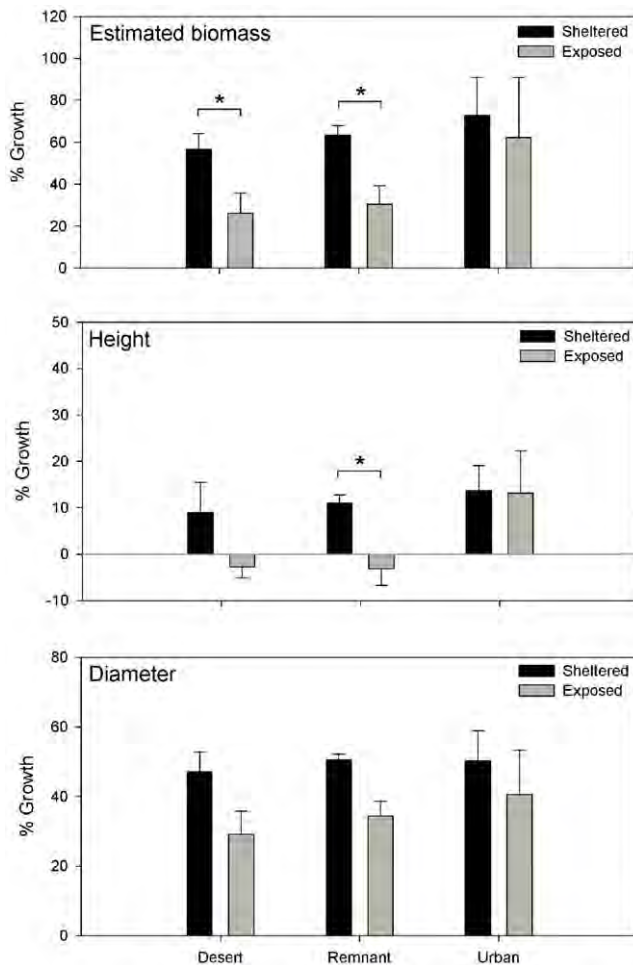 Estimated biomass
Sheltered
Exposed
% Growth
120
100
80
60
40
20
0
*
*
Height
Sheltered
Exposed
% Growth
50
40
30
20
10
0
-10
*
Diameter
Sheltered
Exposed
% Growth
80
60
40
20
0
Desert Remnant Urban